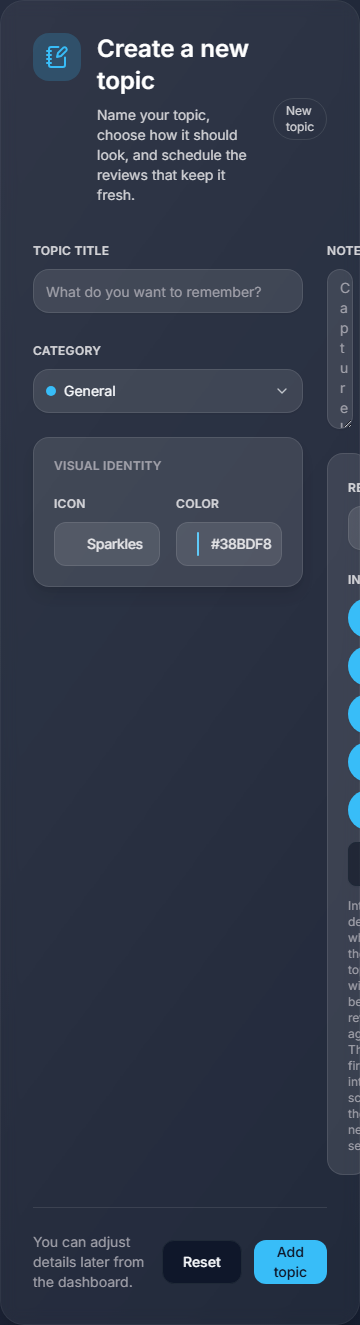 Create a new
topic
Name your topic,
choose how it should
look, and schedule the
reviews that keep it
fresh.
New
topic
TOPIC TITLE
What do you want to remember?
CATEGORY
General
VISUAL IDENTITY
ICON
COLOR
Sparkles
#38BDF8
NOTE
C
a
p
t
u
r
e
RE
IN
Int
de
wh
the
to
wi
be
re
ag
Th
fir
int
sc
the
ne
se
You can adjust
details later from
the dashboard.
Reset
Add
topic